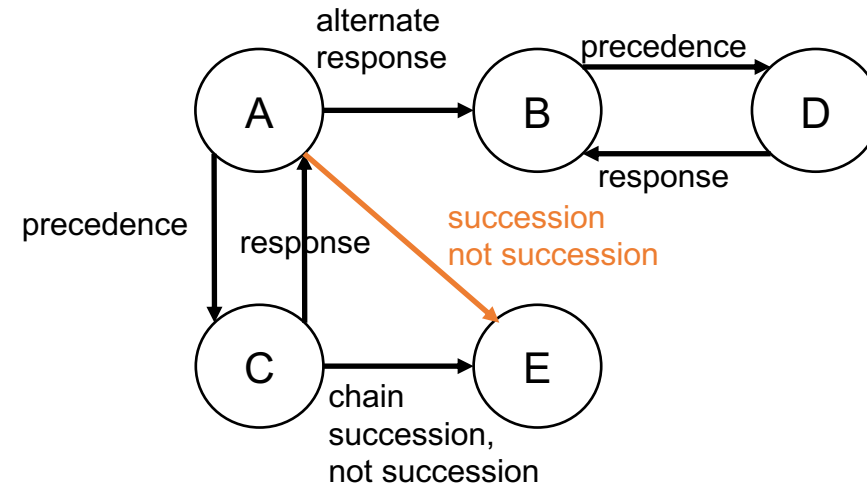 alternate
response
precedence
A
B
D
response
precedence
response
succession
not succession
C
E
chain
succession,
not succession